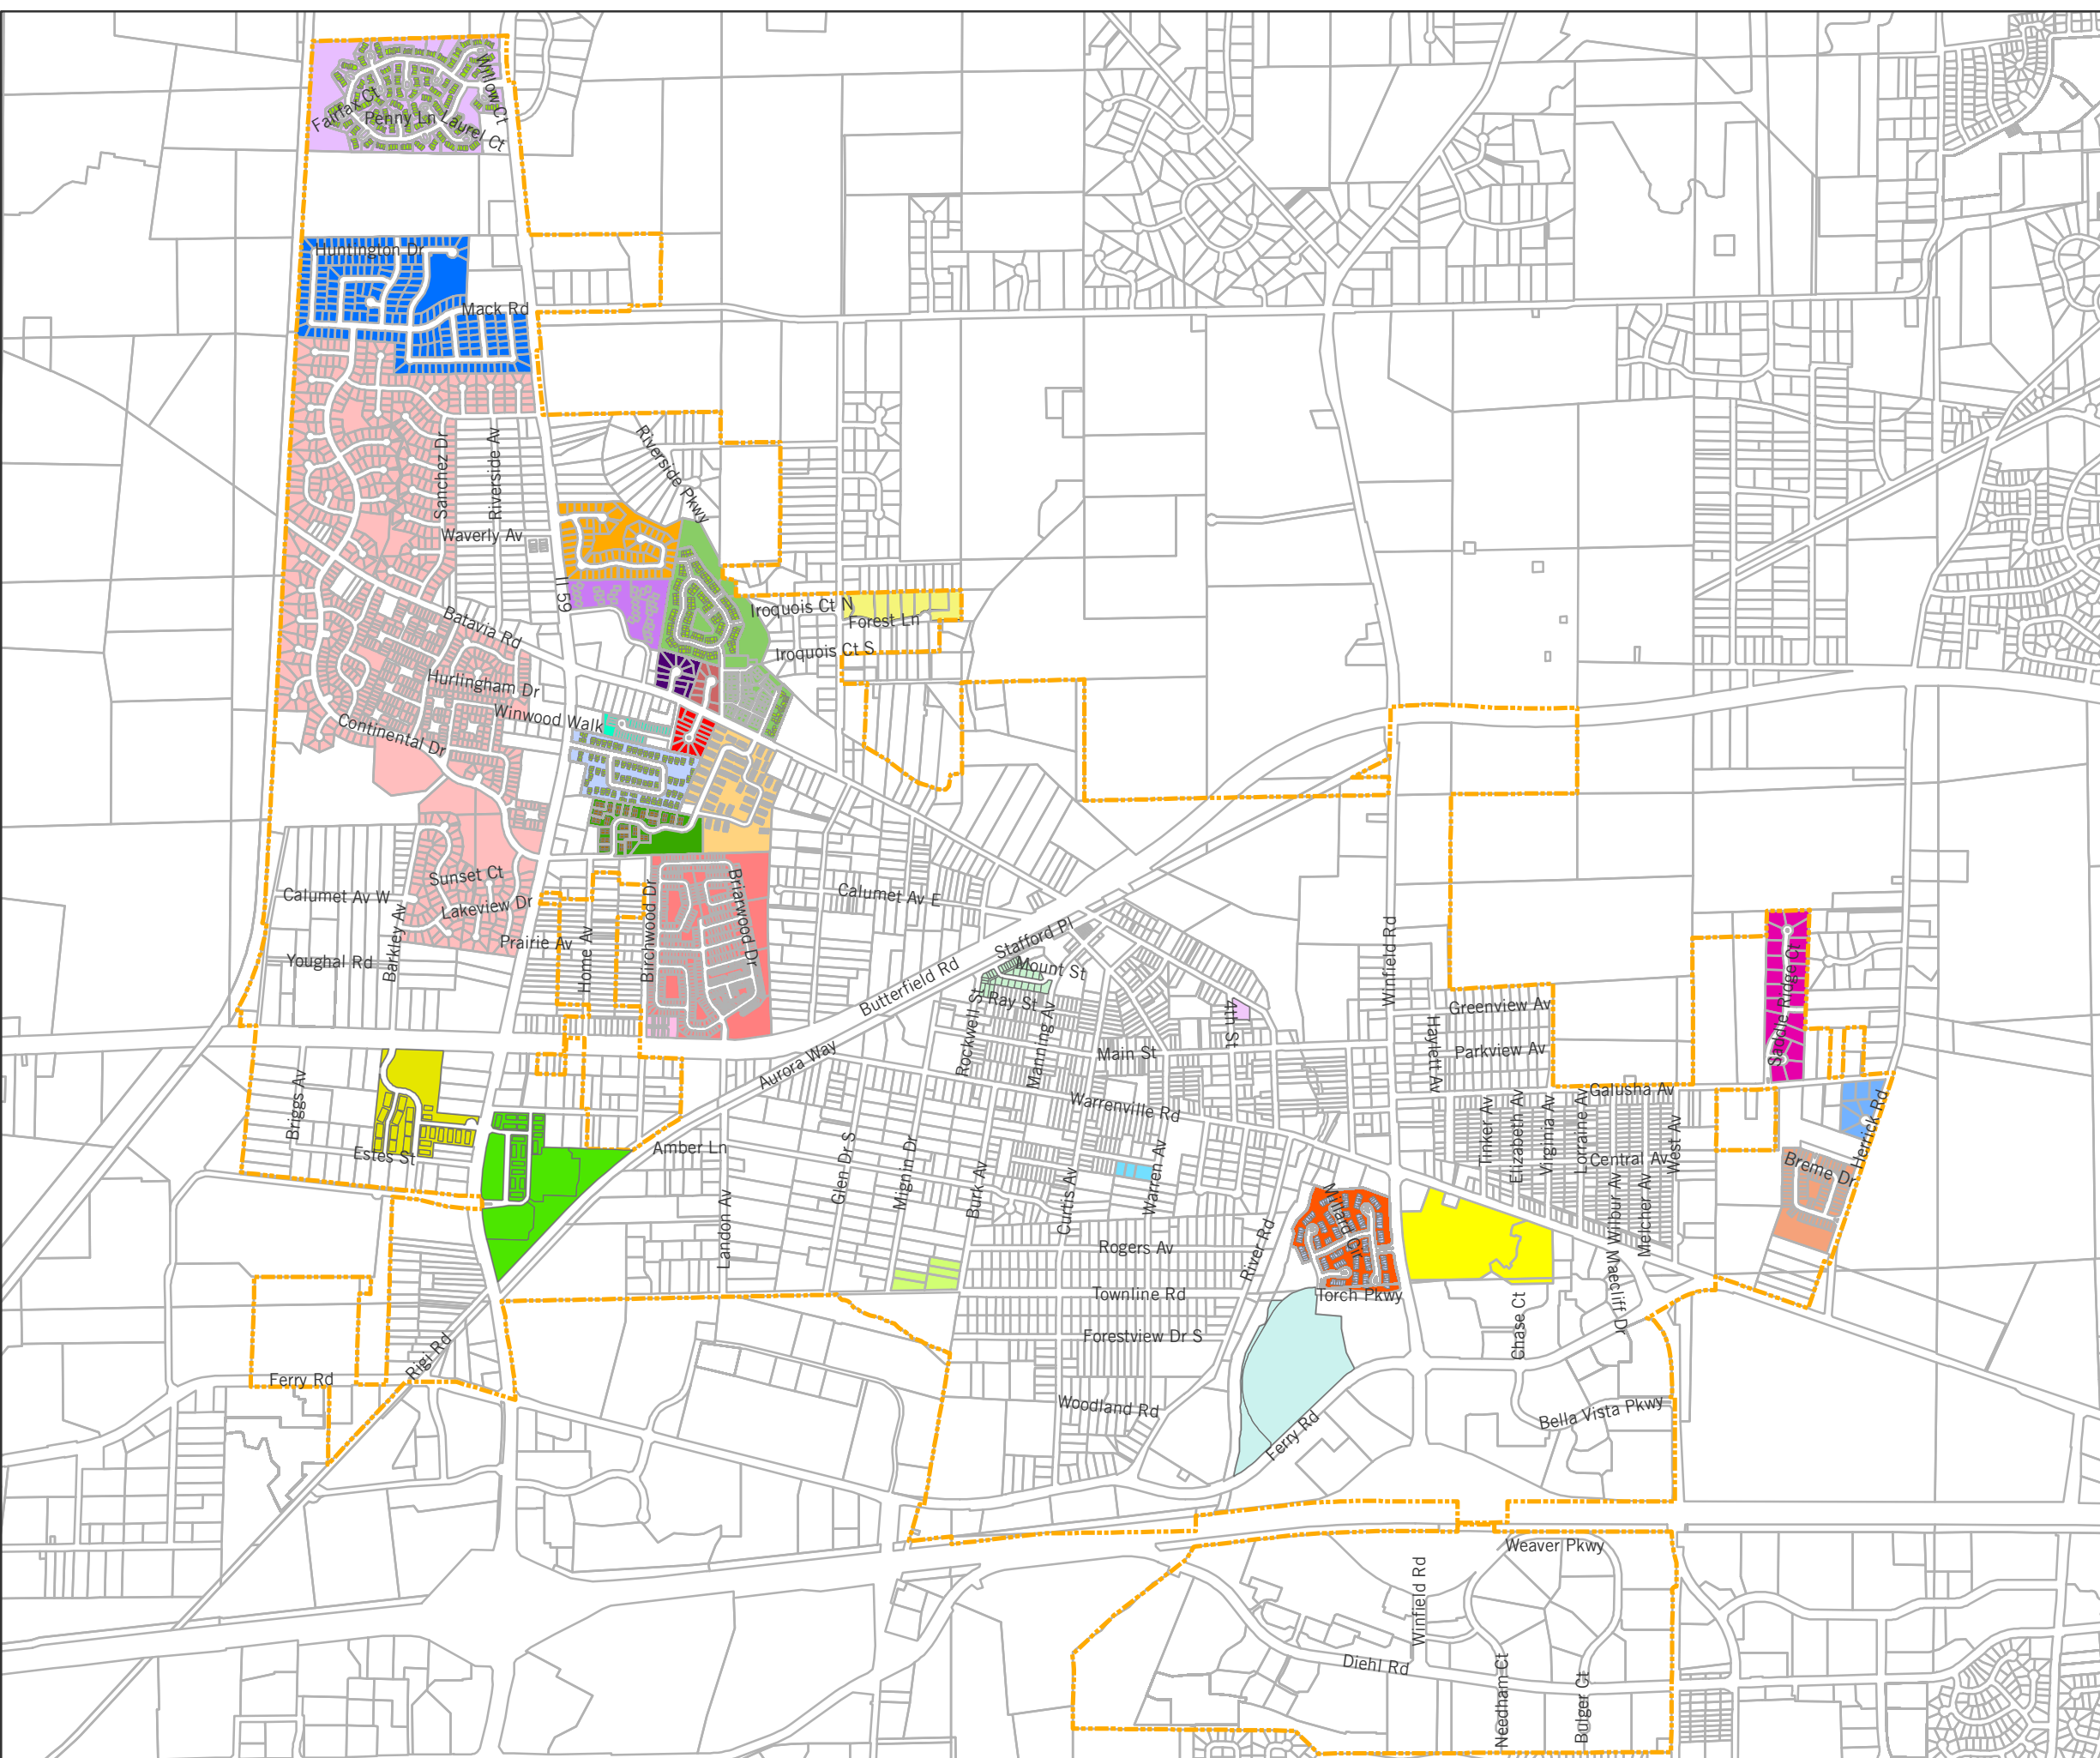 Willow Ct
Fairfax Ct
Penny Ln
Laurel Ct
Huntington Dr
Mack Rd
Sanchez Dr
Riverside Av
Riverside Pkwy
Waverly Av
Il 59
Iroquois Ct N
Forest Ln
Iroquois Ct S
Batavia Rd
Hurlingham Dr
Winwood Walk
Continental Dr
Sunset Ct
Calumet Av W
Lakeview Dr
Calumet Av E
Barkley Av
Prairie Av
Home Av
Birchwood Dr
Briarwood Dr
Youghal Rd
Stafford Pl
Mount St
Butterfield Rd
Ray St
Rockwell St
Manning Av
4th St
Winfield Rd
Greenview Av
Saddle Ridge Ct
Haylett Av
Parkview Av
Main St
Aurora Way
Briggs Av
Estes St
Amber Ln
Warrenville Rd
Galusha Av
Herrick Rd
Tinker Av
Elizabeth Av
Virginia Av
Lorraine Av
West Av
Central Av
Breme Dr
Glen Dr S
Mignin Dr
Burk Av
Curtis Av
Warren Av
Landon Av
Rogers Av
River Rd
Millard Cir
Wilbur W Maecliff Dr
Melcher Av
Townline Rd
Torch Pkwy
Forestview Dr S
Chase Ct
Rigi Rd
Ferry Rd
Woodland Rd
Ferry Rd
Bella Vista Pkwy
Weaver Pkwy
Winfield Rd
Diehl Rd
Needham Ct
Bulger Ct